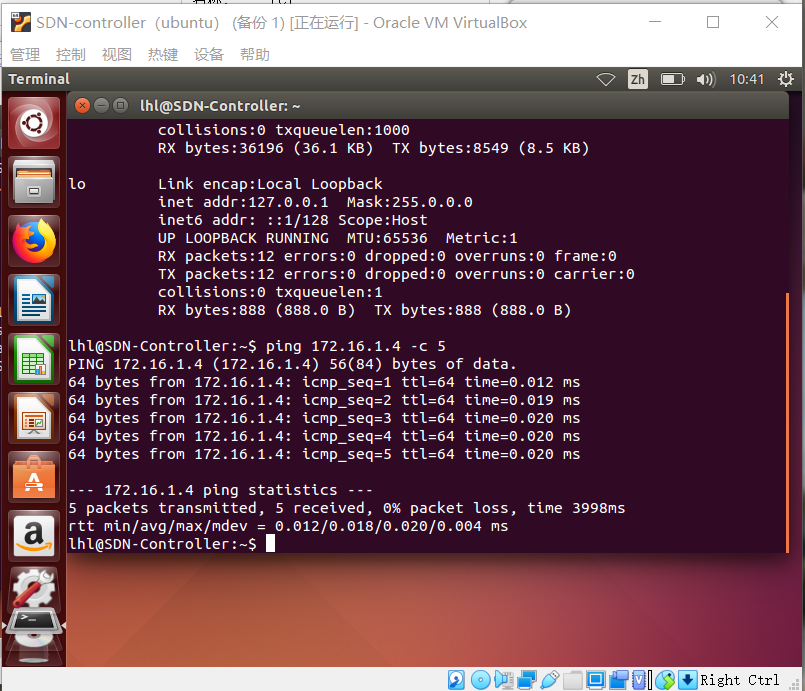 SDN-controller（ubuntu） (备份 1) [正在运行] - Oracle VM VirtualBox
管理 控制 视图 热键 设备 帮助
Terminal Zh 10:41
lhl@SDN-Controller: ~
collisions:0 txqueuelen:1000
RX bytes:36196 (36.1 KB)  TX bytes:8549 (8.5 KB)
lo Link encap:Local Loopback
inet addr:127.0.0.1  Mask:255.0.0.0
inet6 addr: ::1/128 Scope:Host
UP LOOPBACK RUNNING  MTU:65536  Metric:1
RX packets:12 errors:0 dropped:0 overruns:0 frame:0
TX packets:12 errors:0 dropped:0 overruns:0 carrier:0
collisions:0 txqueuelen:1
RX bytes:888 (888.0 B)  TX bytes:888 (888.0 B)
lhl@SDN-Controller:~$ ping 172.16.1.4 -c 5
PING 172.16.1.4 (172.16.1.4) 56(84) bytes of data.
64 bytes from 172.16.1.4: icmp_seq=1 ttl=64 time=0.012 ms
64 bytes from 172.16.1.4: icmp_seq=2 ttl=64 time=0.019 ms
64 bytes from 172.16.1.4: icmp_seq=3 ttl=64 time=0.020 ms
64 bytes from 172.16.1.4: icmp_seq=4 ttl=64 time=0.020 ms
64 bytes from 172.16.1.4: icmp_seq=5 ttl=64 time=0.020 ms
--- 172.16.1.4 ping statistics ---
5 packets transmitted, 5 received, 0% packet loss, time 3998ms
rtt min/avg/max/mdev = 0.012/0.018/0.020/0.004 ms
lhl@SDN-Controller:~$
Right Ctrl